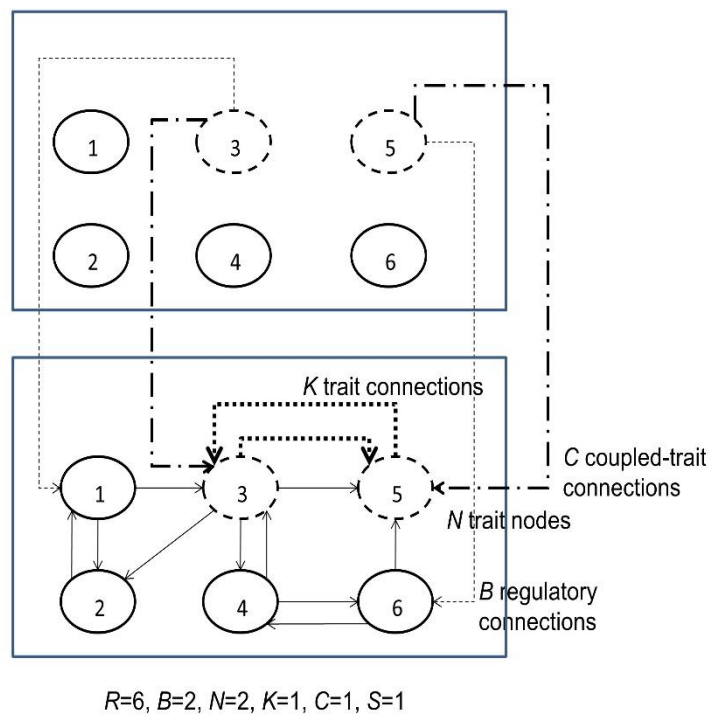 1 3 5
2 4 6
K trait connections
C coupled-trait
connections
1 3 5
N trait nodes
B regulatory
connections
2 4 6
R=6, B=2, N=2, K=1, C=1, S=1